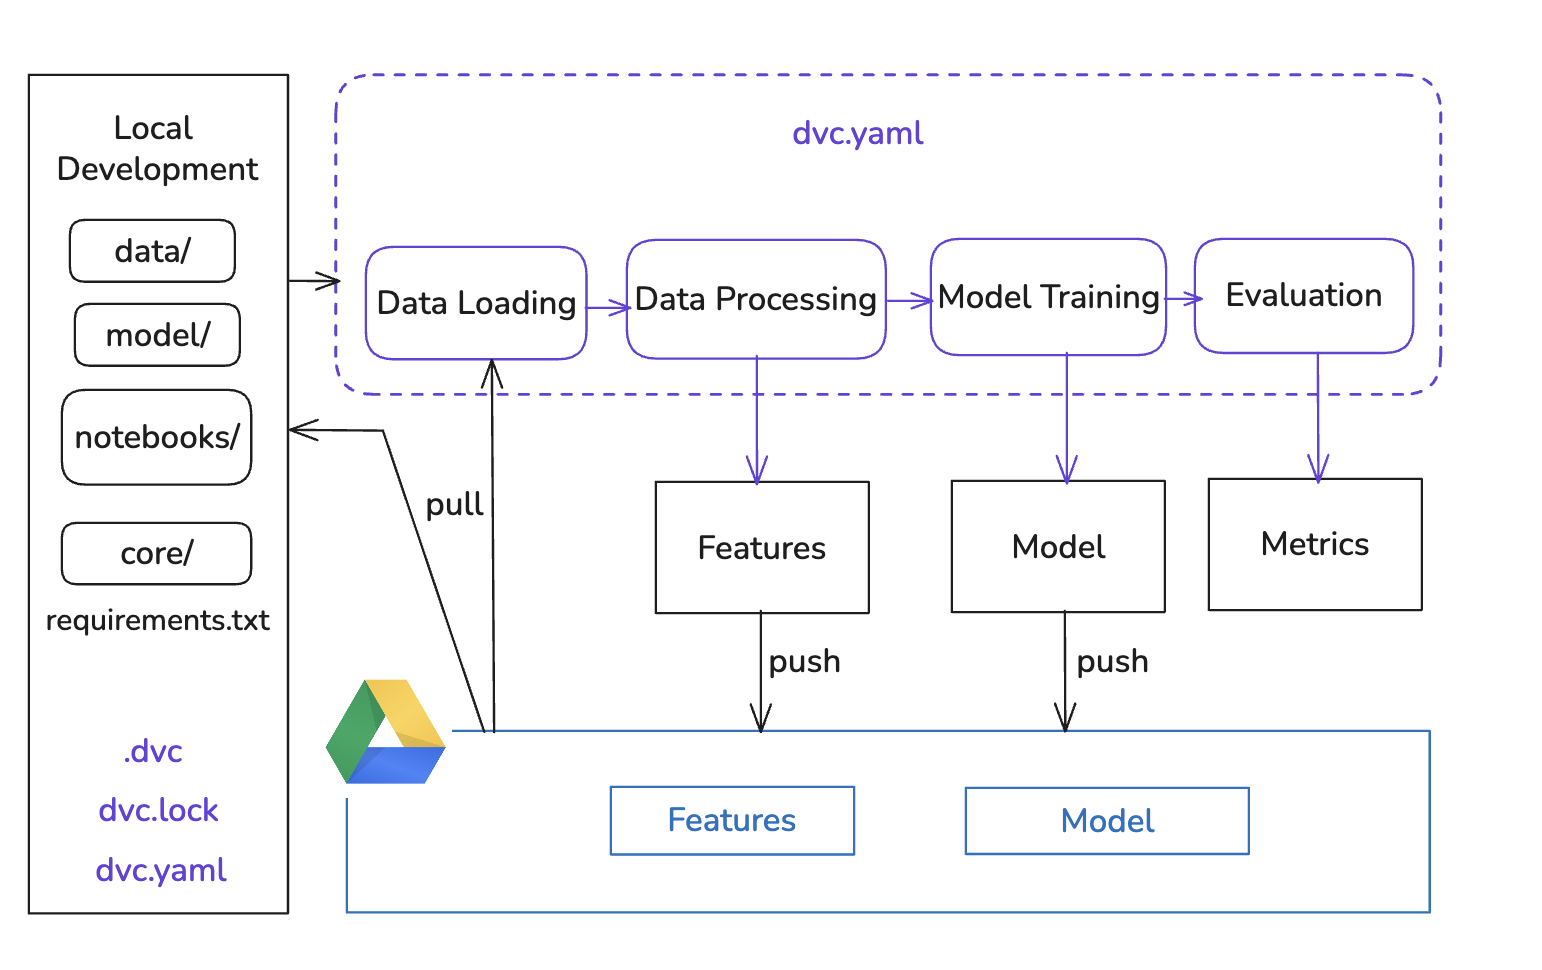 Local
Development
data/
model/
notebooks/
core/
requirements.txt
.dvc
dvc.lock
dvc.yaml
dvc.yaml
Data Loading
Data Processing
Model Training
Evaluation
pull
Features
Model
Metrics
push
push
Features
Model